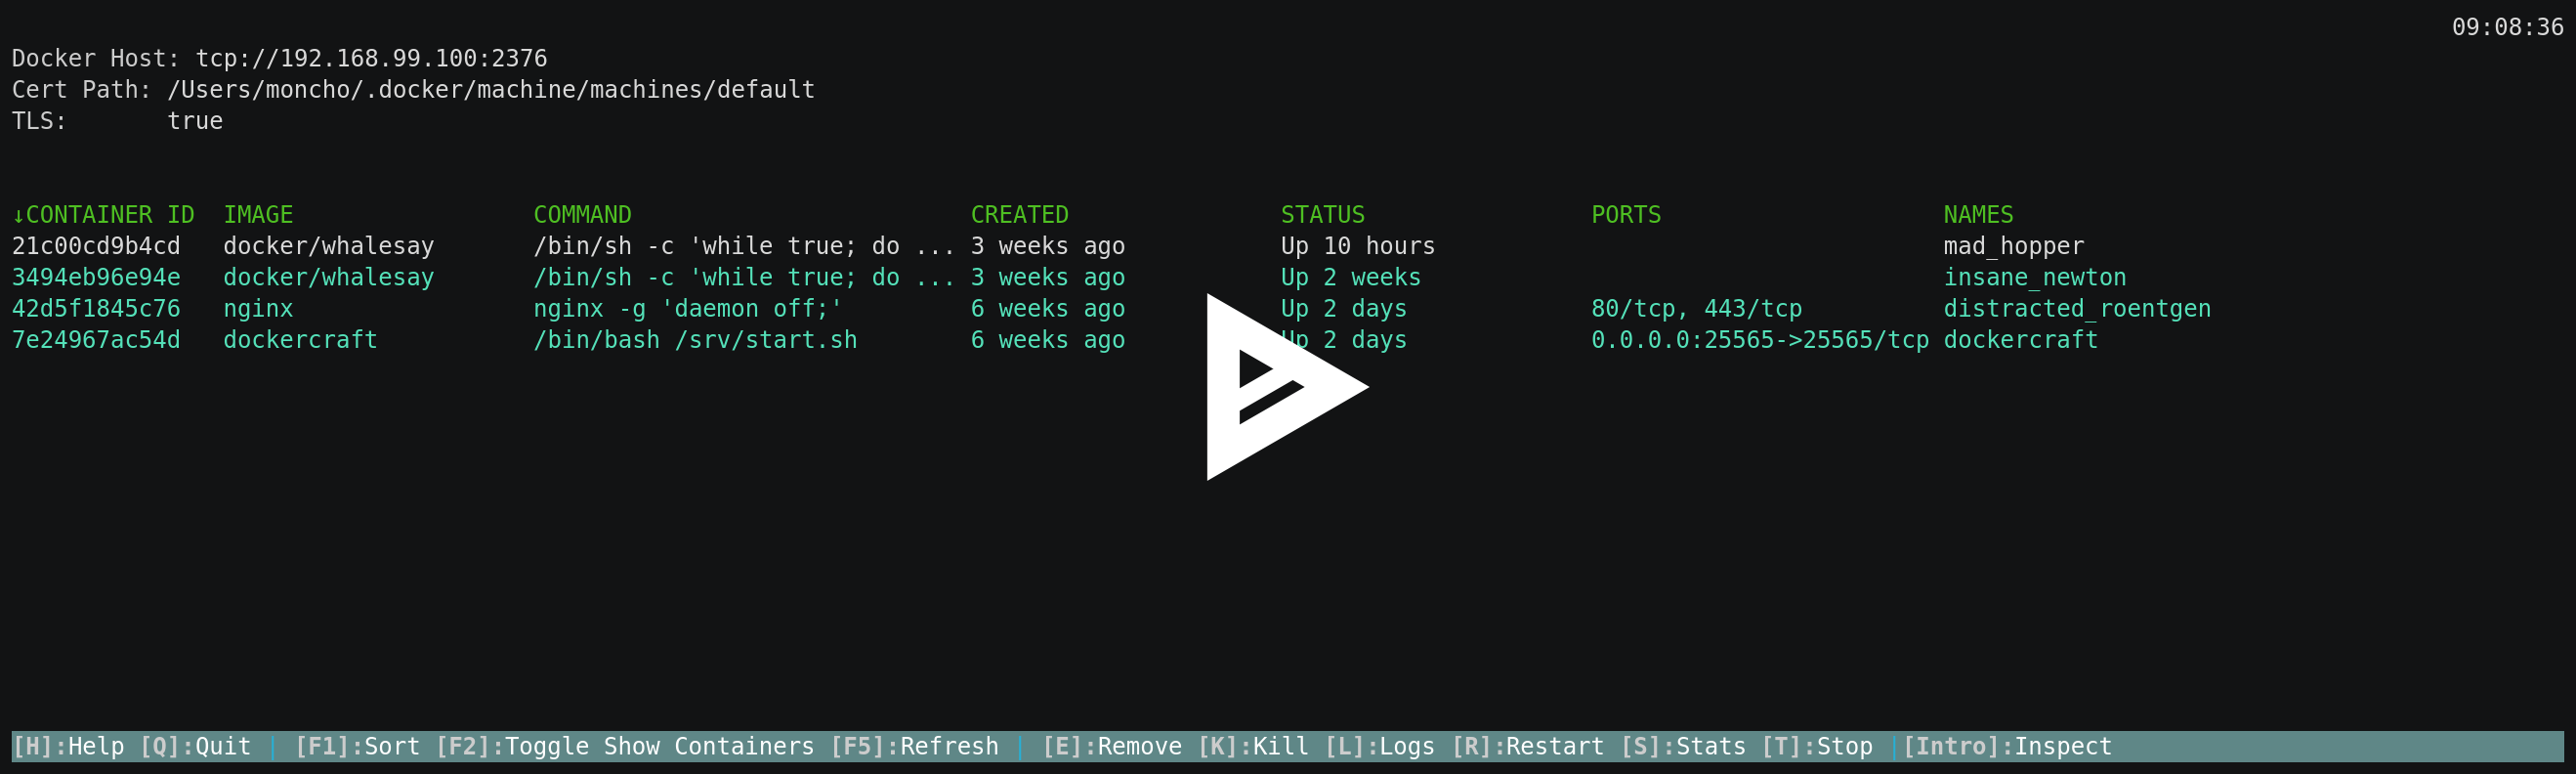 09:08:36
Docker Host: tcp://192.168.99.100:2376
Cert Path: /Users/moncho/.docker/machine/machines/default
TLS: true
↓CONTAINER ID IMAGE COMMAND CREATED STATUS PORTS NAMES
21c00cd9b4cd docker/whalesay /bin/sh -c 'while true; do ... 3 weeks ago Up 10 hours mad_hopper
3494eb96e94e docker/whalesay /bin/sh -c 'while true; do ... 3 weeks ago Up 2 weeks insane_newton
42d5f1845c76 nginx nginx -g 'daemon off;' 6 weeks ago Up 2 days 80/tcp, 443/tcp distracted_roentgen
7e24967ac54d dockercraft /bin/bash /srv/start.sh 6 weeks ago Up 2 days 0.0.0.0:25565->25565/tcp dockercraft
[H]:Help [Q]:Quit | [F1]:Sort [F2]:Toggle Show Containers [F5]:Refresh | [E]:Remove [K]:Kill [L]:Logs [R]:Restart [S]:Stats [T]:Stop |[Intro]:Inspect